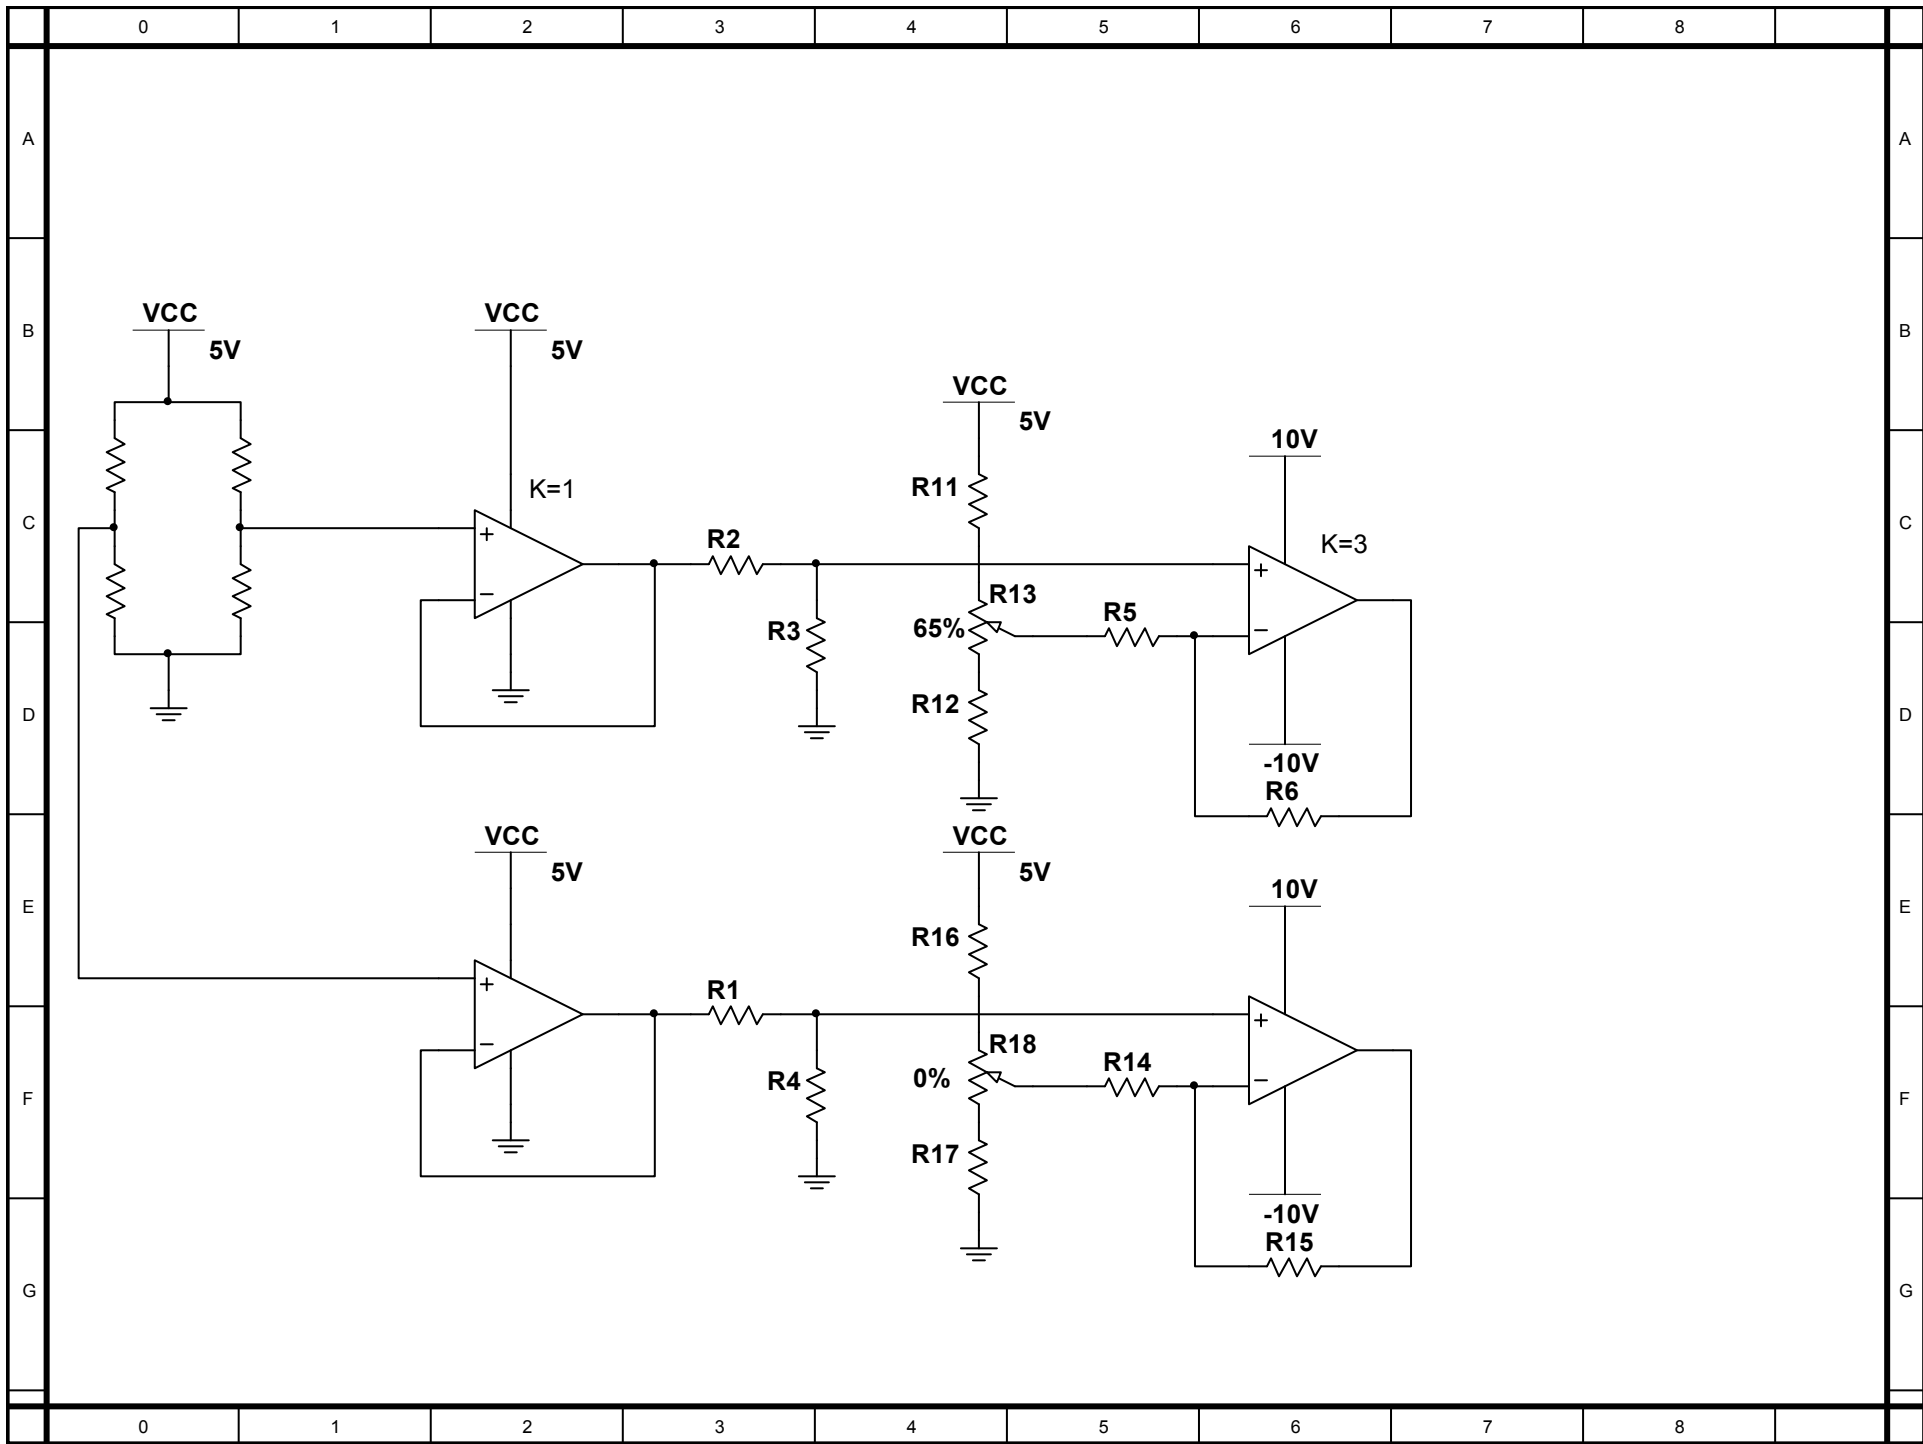 0 1 2 3 4 5 6 7 8
A A
VCC VCC
B B
5V 5V
VCC
5V
10V
K=1 R11
C C
R2 K=3
R13 R5
R3 65%
R12
D D
-10V
R6
VCC VCC
5V 5V
10V
E E
R16
R1
R18 R14
R4 0%
F F
R17
-10V
R15
G G
0 1 2 3 4 5 6 7 8